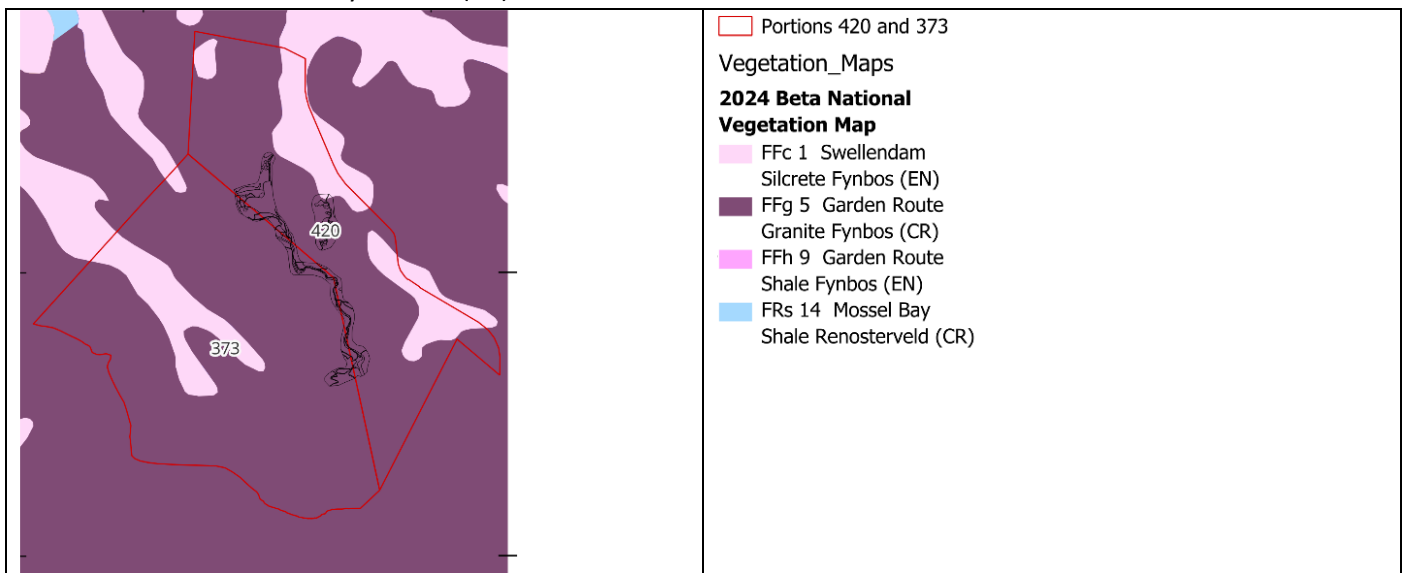 420
373
Portions 420 and 373
Vegetation_Maps
2024 Beta National
Vegetation Map
FFc 1 Swellendam
Silcrete Fynbos (EN)
FFg 5 Garden Route
Granite Fynbos (CR)
FFh 9 Garden Route
Shale Fynbos (EN)
FRs 14 Mossel Bay
Shale Renosterveld (CR)